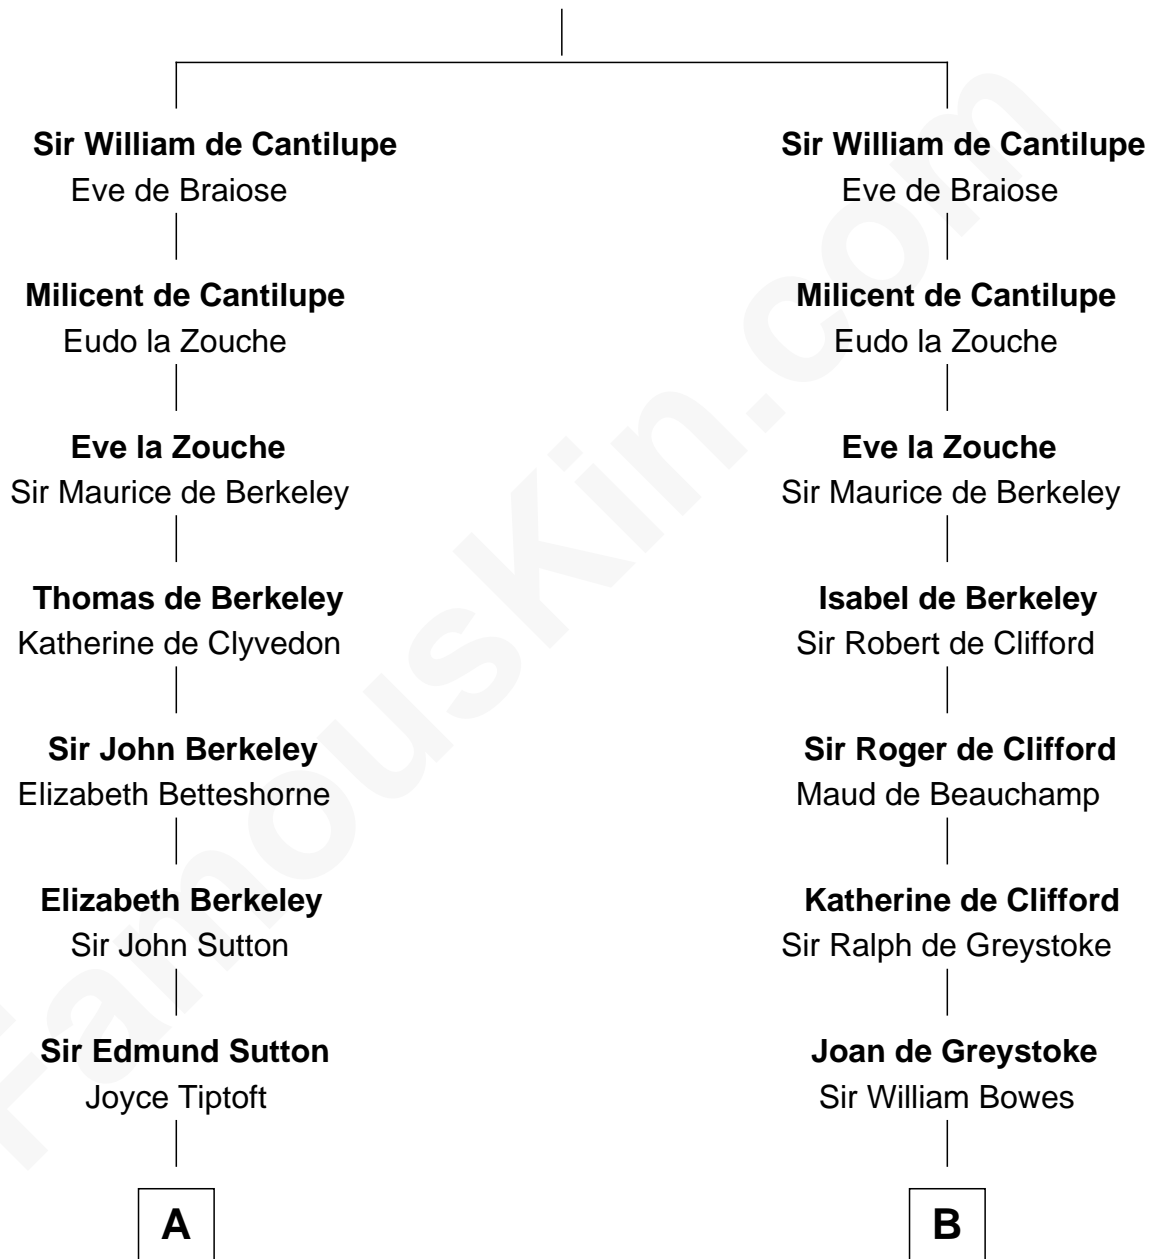 Sir William de Cantilupe
Eve de Braiose
Milicent de Cantilupe
Eudo la Zouche
Eve la Zouche
Sir Maurice de Berkeley
Thomas de Berkeley
Katherine de Clyvedon
Sir John Berkeley
Elizabeth Betteshorne
Elizabeth Berkeley
Sir John Sutton
Sir Edmund Sutton
Joyce Tiptoft
A
Sir William de Cantilupe
Eve de Braiose
Milicent de Cantilupe
Eudo la Zouche
Eve la Zouche
Sir Maurice de Berkeley
Isabel de Berkeley
Sir Robert de Clifford
Sir Roger de Clifford
Maud de Beauchamp
Katherine de Clifford
Sir Ralph de Greystoke
Joan de Greystoke
Sir William Bowes
B
FamousKin.com